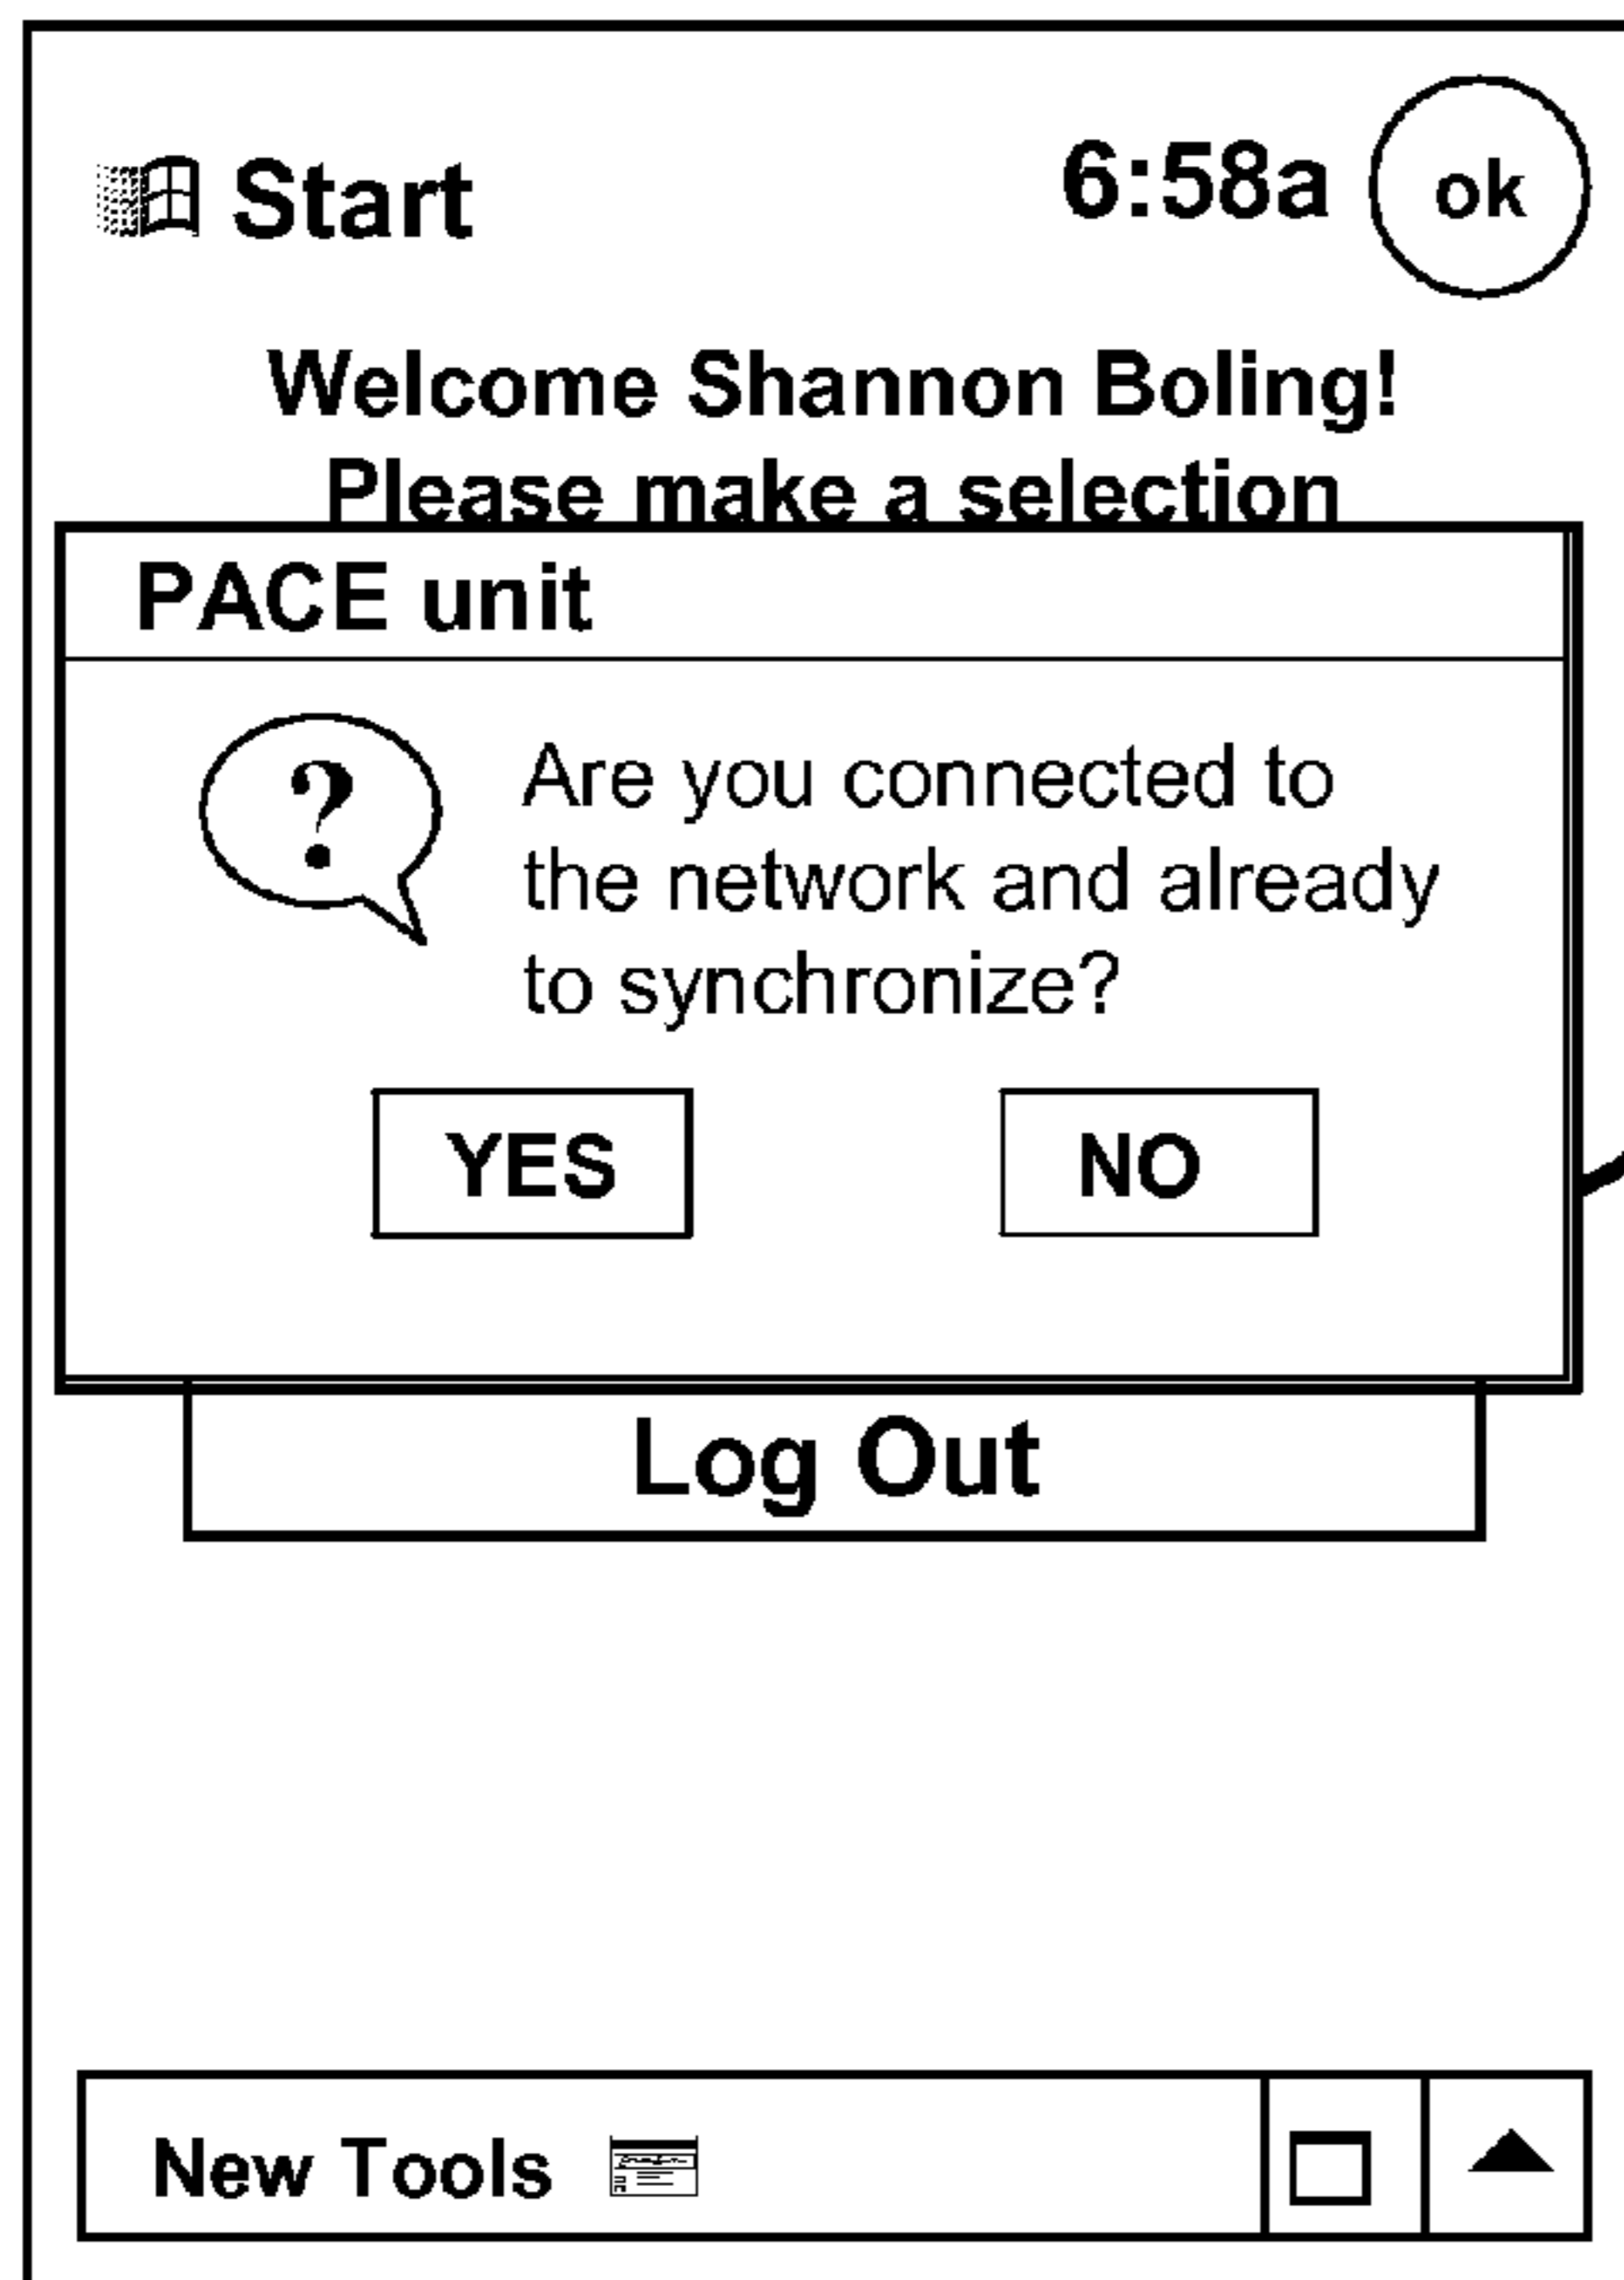 Start 6:58a ok
Welcome Shannon Boling!
Please make a selection
PACE unit
? Are you connected to
the network and already
to synchronize?
YES NO
Log Out
New Tools